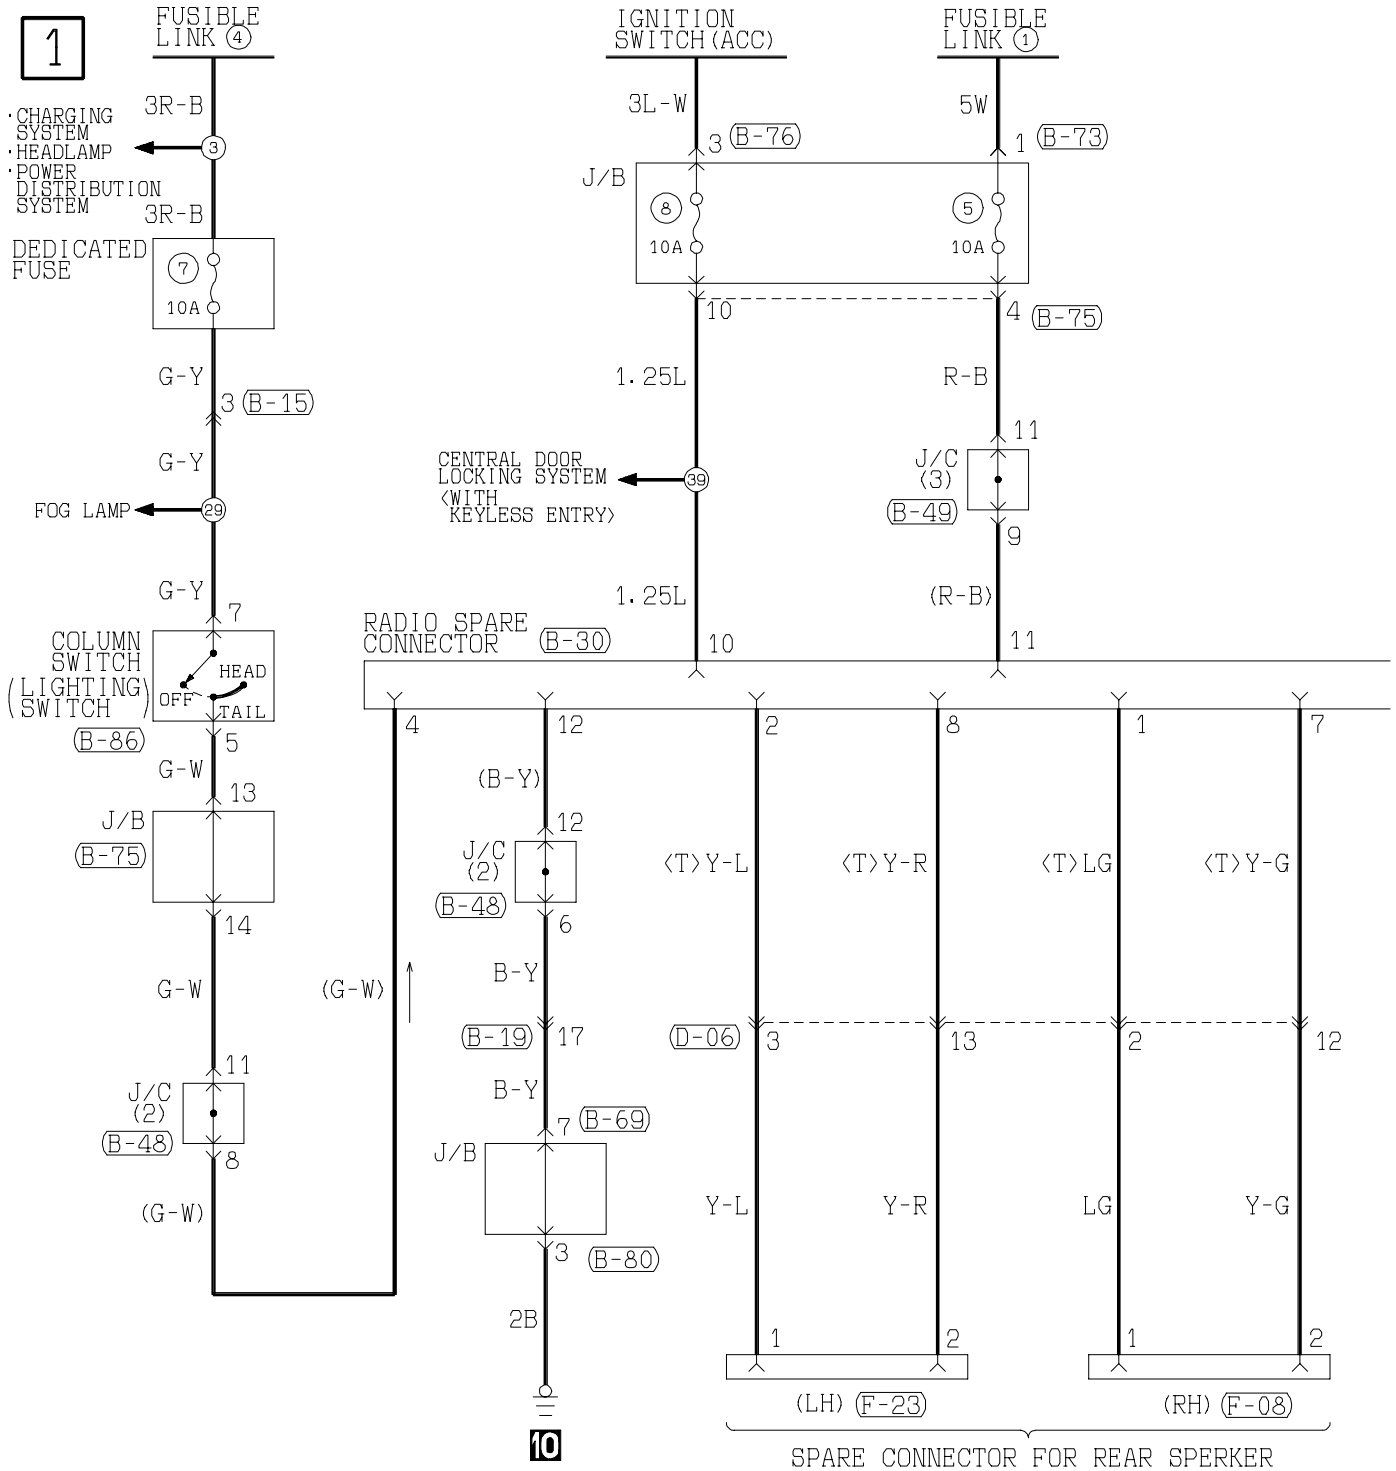 1
FUSIBLE
LINK ④
IGNITION
SWITCH(ACC)
FUSIBLE
LINK ①
3R-B
3L-W
5W
·CHARGING
SYSTEM
·HEADLAMP
·POWER
DISTRIBUTION
SYSTEM
3
3 (B-76)
1 (B-73)
J/B
3R-B
DEDICATED
FUSE
7
10A
8
10A
5
10A
10
4 (B-75)
G-Y
1.25L
R-B
3 (B-15)
11
G-Y
CENTRAL DOOR
LOCKING SYSTEM
<WITH
KEYLESS ENTRY>
39
J/C
(3)
(B-49)
9
FOG LAMP
29
G-Y
1.25L
(R-B)
7
RADIO SPARE
CONNECTOR (B-30)
10
11
COLUMN
SWITCH
(LIGHTING
SWITCH)
HEAD
OFF
TAIL
(B-86)
5
4
12
2
8
1
7
G-W
(B-Y)
13
J/B
(B-75)
12
J/C
(2)
(B-48)
6
<T>Y-L
<T>Y-R
<T>LG
<T>Y-G
14
G-W
(G-W)
B-Y
(B-19)
17
(D-06)
3
13
2
12
11
J/C
(2)
(B-48)
8
B-Y
7
(B-69)
J/B
(G-W)
Y-L
Y-R
LG
Y-G
3
(B-80)
2B
1
2
1
2
(LH) (F-23)
(RH) (F-08)
10
SPARE CONNECTOR FOR REAR SPERKER